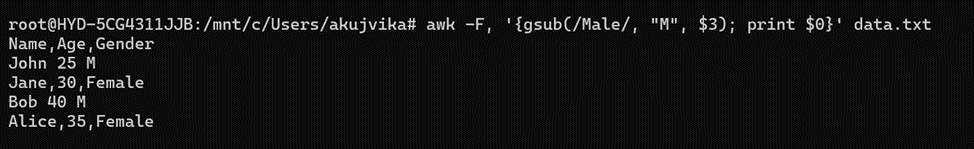 root@HYD-5CG4311JJB:/mnt/c/Users/akujvika# awk -F, '{gsub(/Male/, "M", $3); print $0}' data.txt
Name,Age,Gender
John 25 M
Jane,30,Female
Bob 40 M
Alice,35,Female